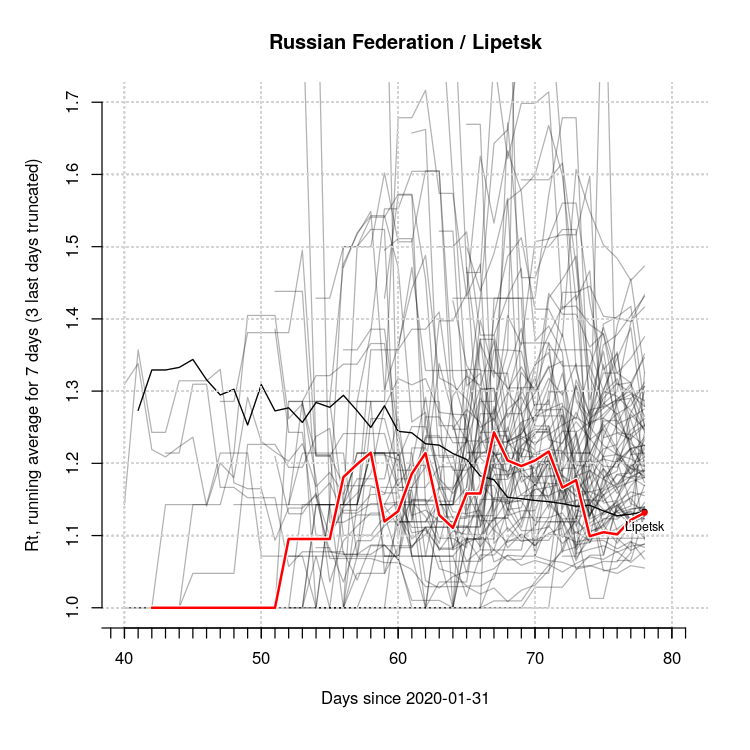 Russian Federation / Lipetsk
Rt, running average for 7 days (3 last days truncated)
1.7
1.6
1.5
1.4
1.3
1.2
1.1
1.0
Lipetsk
40 50 60 70 80
Days since 2020-01-31